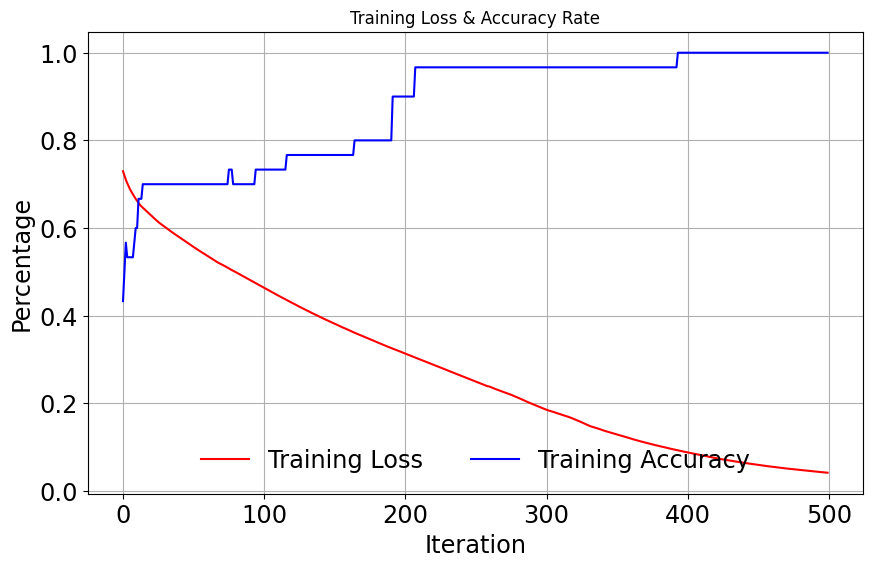 Training Loss & Accuracy Rate
1.0
0.8
0.6
0.4
0.2
0.0
Percentage
Training Loss
Training Accuracy
0 100 200 300 400 500
Iteration